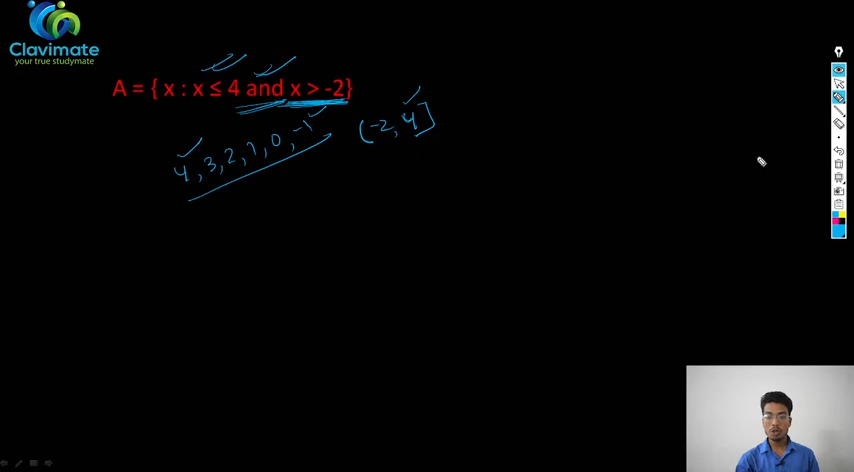 Clavimate
your true studymate
A = { x : x ≤ 4 and x > -2}
4, 3, 2, 1, 0, -1
(-2, 4]